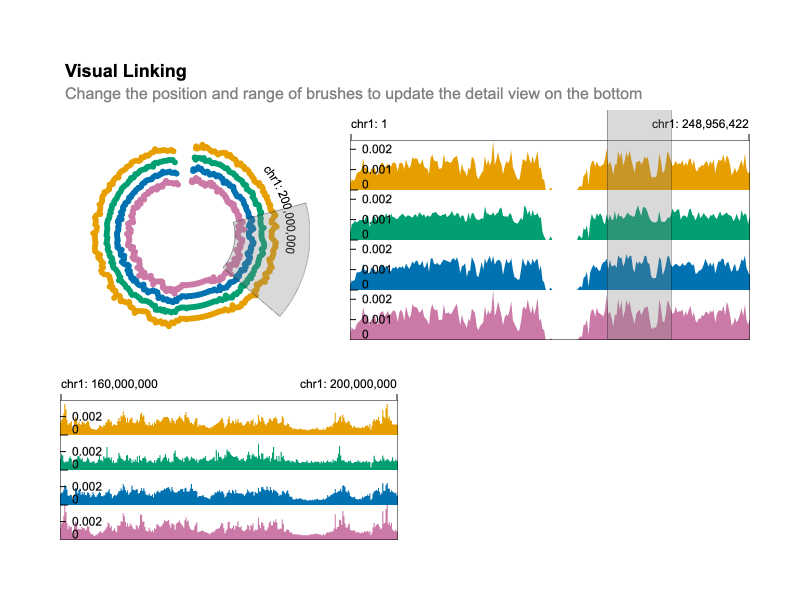 Visual Linking
Change the position and range of brushes to update the detail view on the bottom
chr1: 200,000,000
chr1: 1
chr1: 248,956,422
0.002
0.001
0
0.002
0.001
0
0.002
0.001
0
0.002
0.001
0
chr1: 160,000,000
chr1: 200,000,000
0.002
0
0.002
0
0.002
0
0.002
0